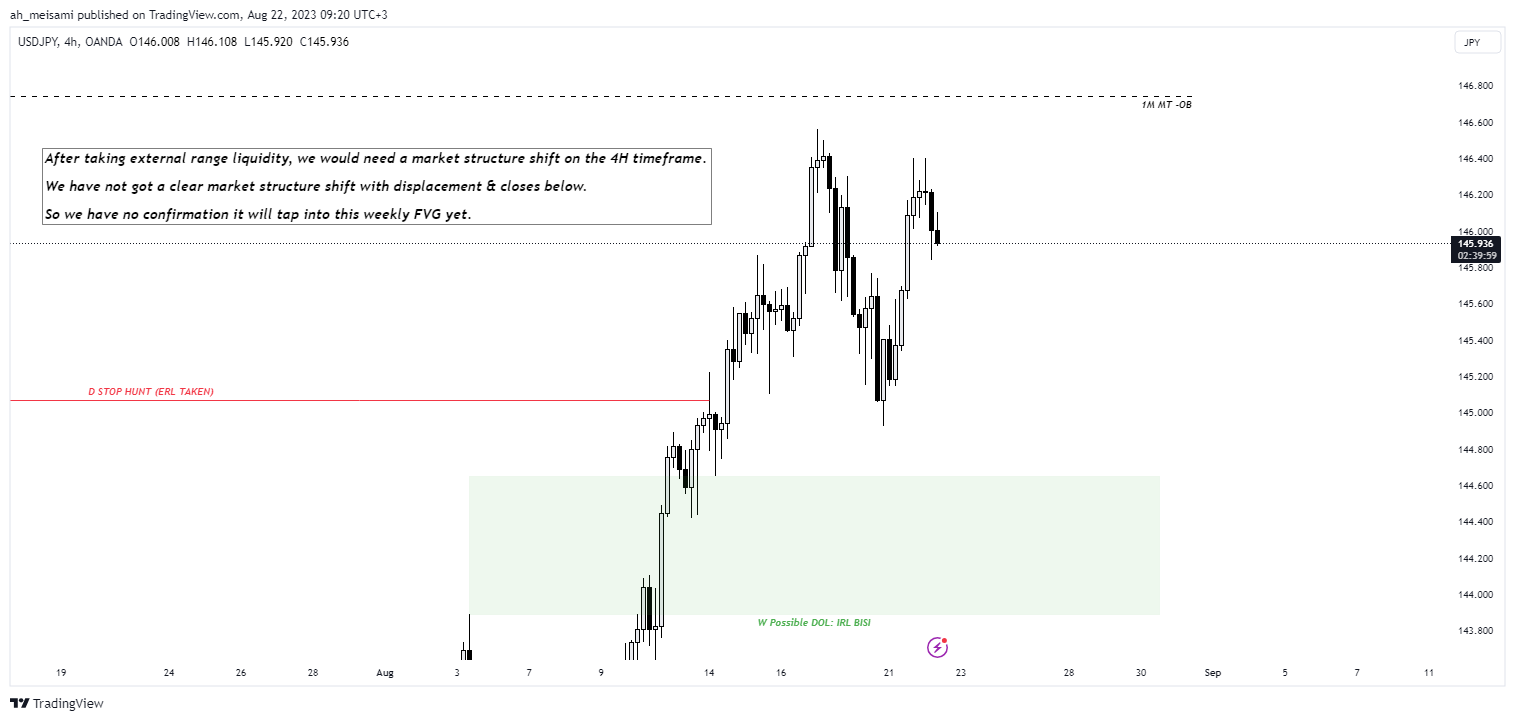 ah_meisami published on TradingView.com, Aug 22, 2023 09:20 UTC+3
USDJPY, 4h, OANDA O146.008 H146.108 L145.920 C145.936
JPY
146.800
1M MT -OB
146.600
After taking external range liquidity, we would need a market structure shift on the 4H timeframe.
We have not got a clear market structure shift with displacement & closes below.
So we have no confirmation it will tap into this weekly FVG yet.
146.400
146.200
146.000
145.936
02:39:59
145.800
145.600
145.400
145.200
D STOP HUNT (ERL TAKEN)
145.000
144.800
144.600
144.400
144.200
144.000
W Possible DOL: IRL BISI
143.800
19 24 26 28 Aug 3 7 9 14 16 21 23 28 30 Sep 5 7 11
TradingView